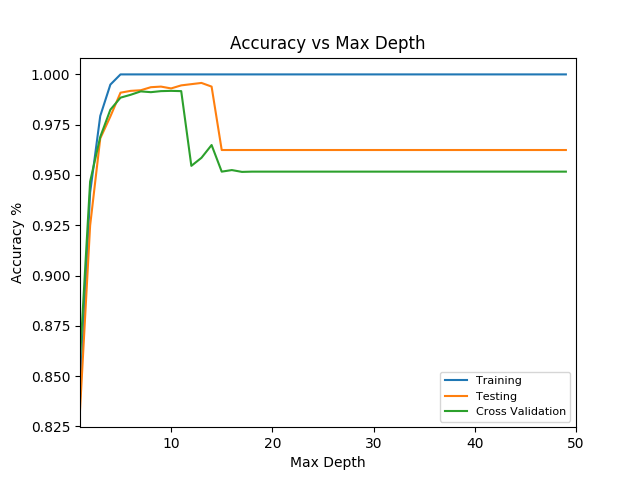 Accuracy vs Max Depth
Accuracy %
1.000
0.975
0.950
0.925
0.900
0.875
0.850
0.825
10
20
30
40
50
Max Depth
Training
Testing
Cross Validation